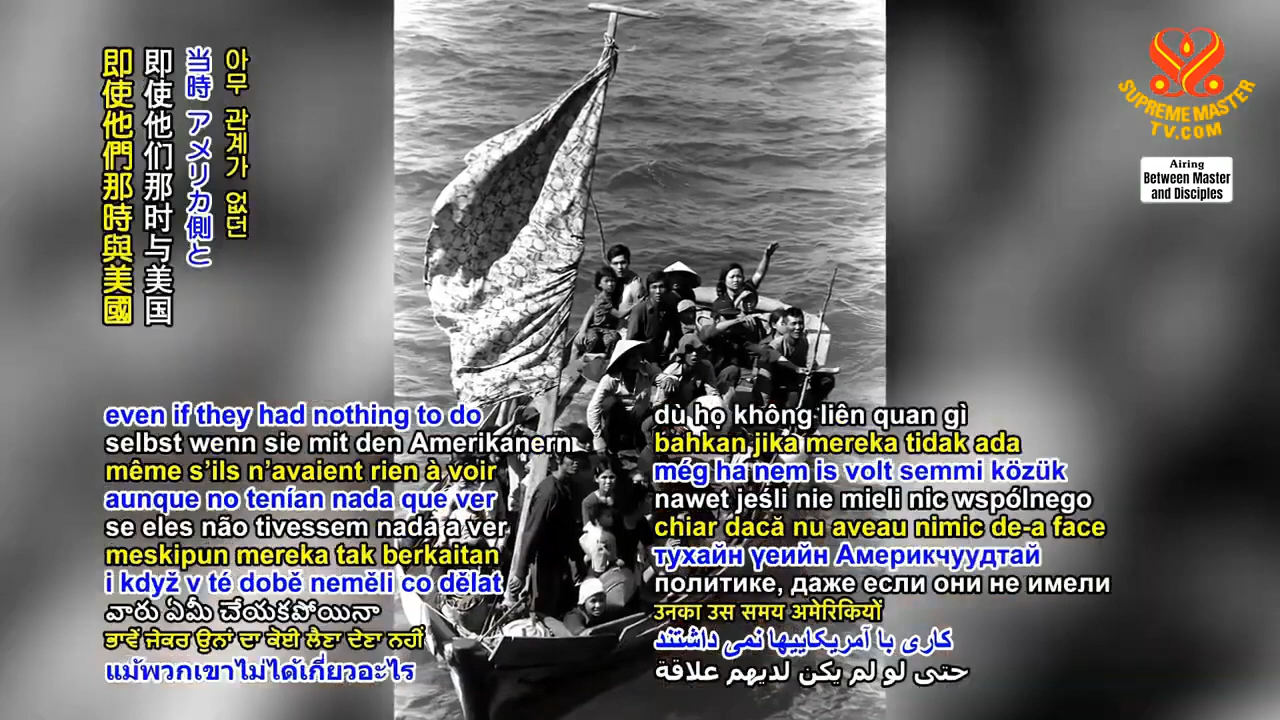 아무 관계가 없던
当時 アメリカ側と
即使他们那时与美国
即使他們那時與美國
SUPREME MASTER
TV.COM
Airing
Between Master
and Disciples
even if they had nothing to do
selbst wenn sie mit den Amerikanern
même s’ils n’avaient rien à voir
aunque no tenían nada que ver
se eles não tivessem nada a ver
meskipun mereka tak berkaitan
i když v té době neměli co dělat
వారు ఏమీ చేయకపోయినా
ਭਾਵੇਂ ਜੇਕਰ ਉਨਾਂ ਦਾ ਕੋਈ ਲੈਣਾ ਦੇਣਾ ਨਹੀਂ
แม้พวกเขาไม่ได้เกี่ยวอะไร
dù họ không liên quan gì
bahkan jika mereka tidak ada
még ha nem is volt semmi közük
nawet jeśli nie mieli nic wspólnego
chiar dacă nu aveau nimic de-a face
тухайн үеийн Америкчуудтай
политике, даже если они не имели
उनका उस समय अमेरिकियों
کاری با آمریکایی‎ها نمی داشتند
حتى لو لم يكن لديهم علاقة